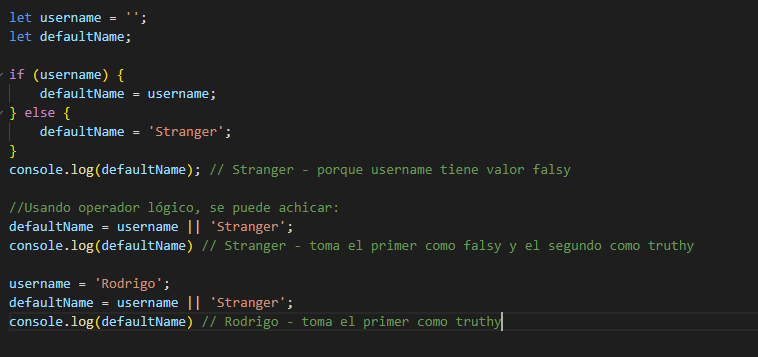 let username = '';
let defaultName;
if (username) {
defaultName = username;
} else {
defaultName = 'Stranger';
}
console.log(defaultName); // Stranger - porque username tiene valor falsy
//Usando operador lógico, se puede achicar:
defaultName = username || 'Stranger';
console.log(defaultName) // Stranger - toma el primer como falsy y el segundo como truthy
username = 'Rodrigo';
defaultName = username || 'Stranger';
console.log(defaultName) // Rodrigo - toma el primer como truthy